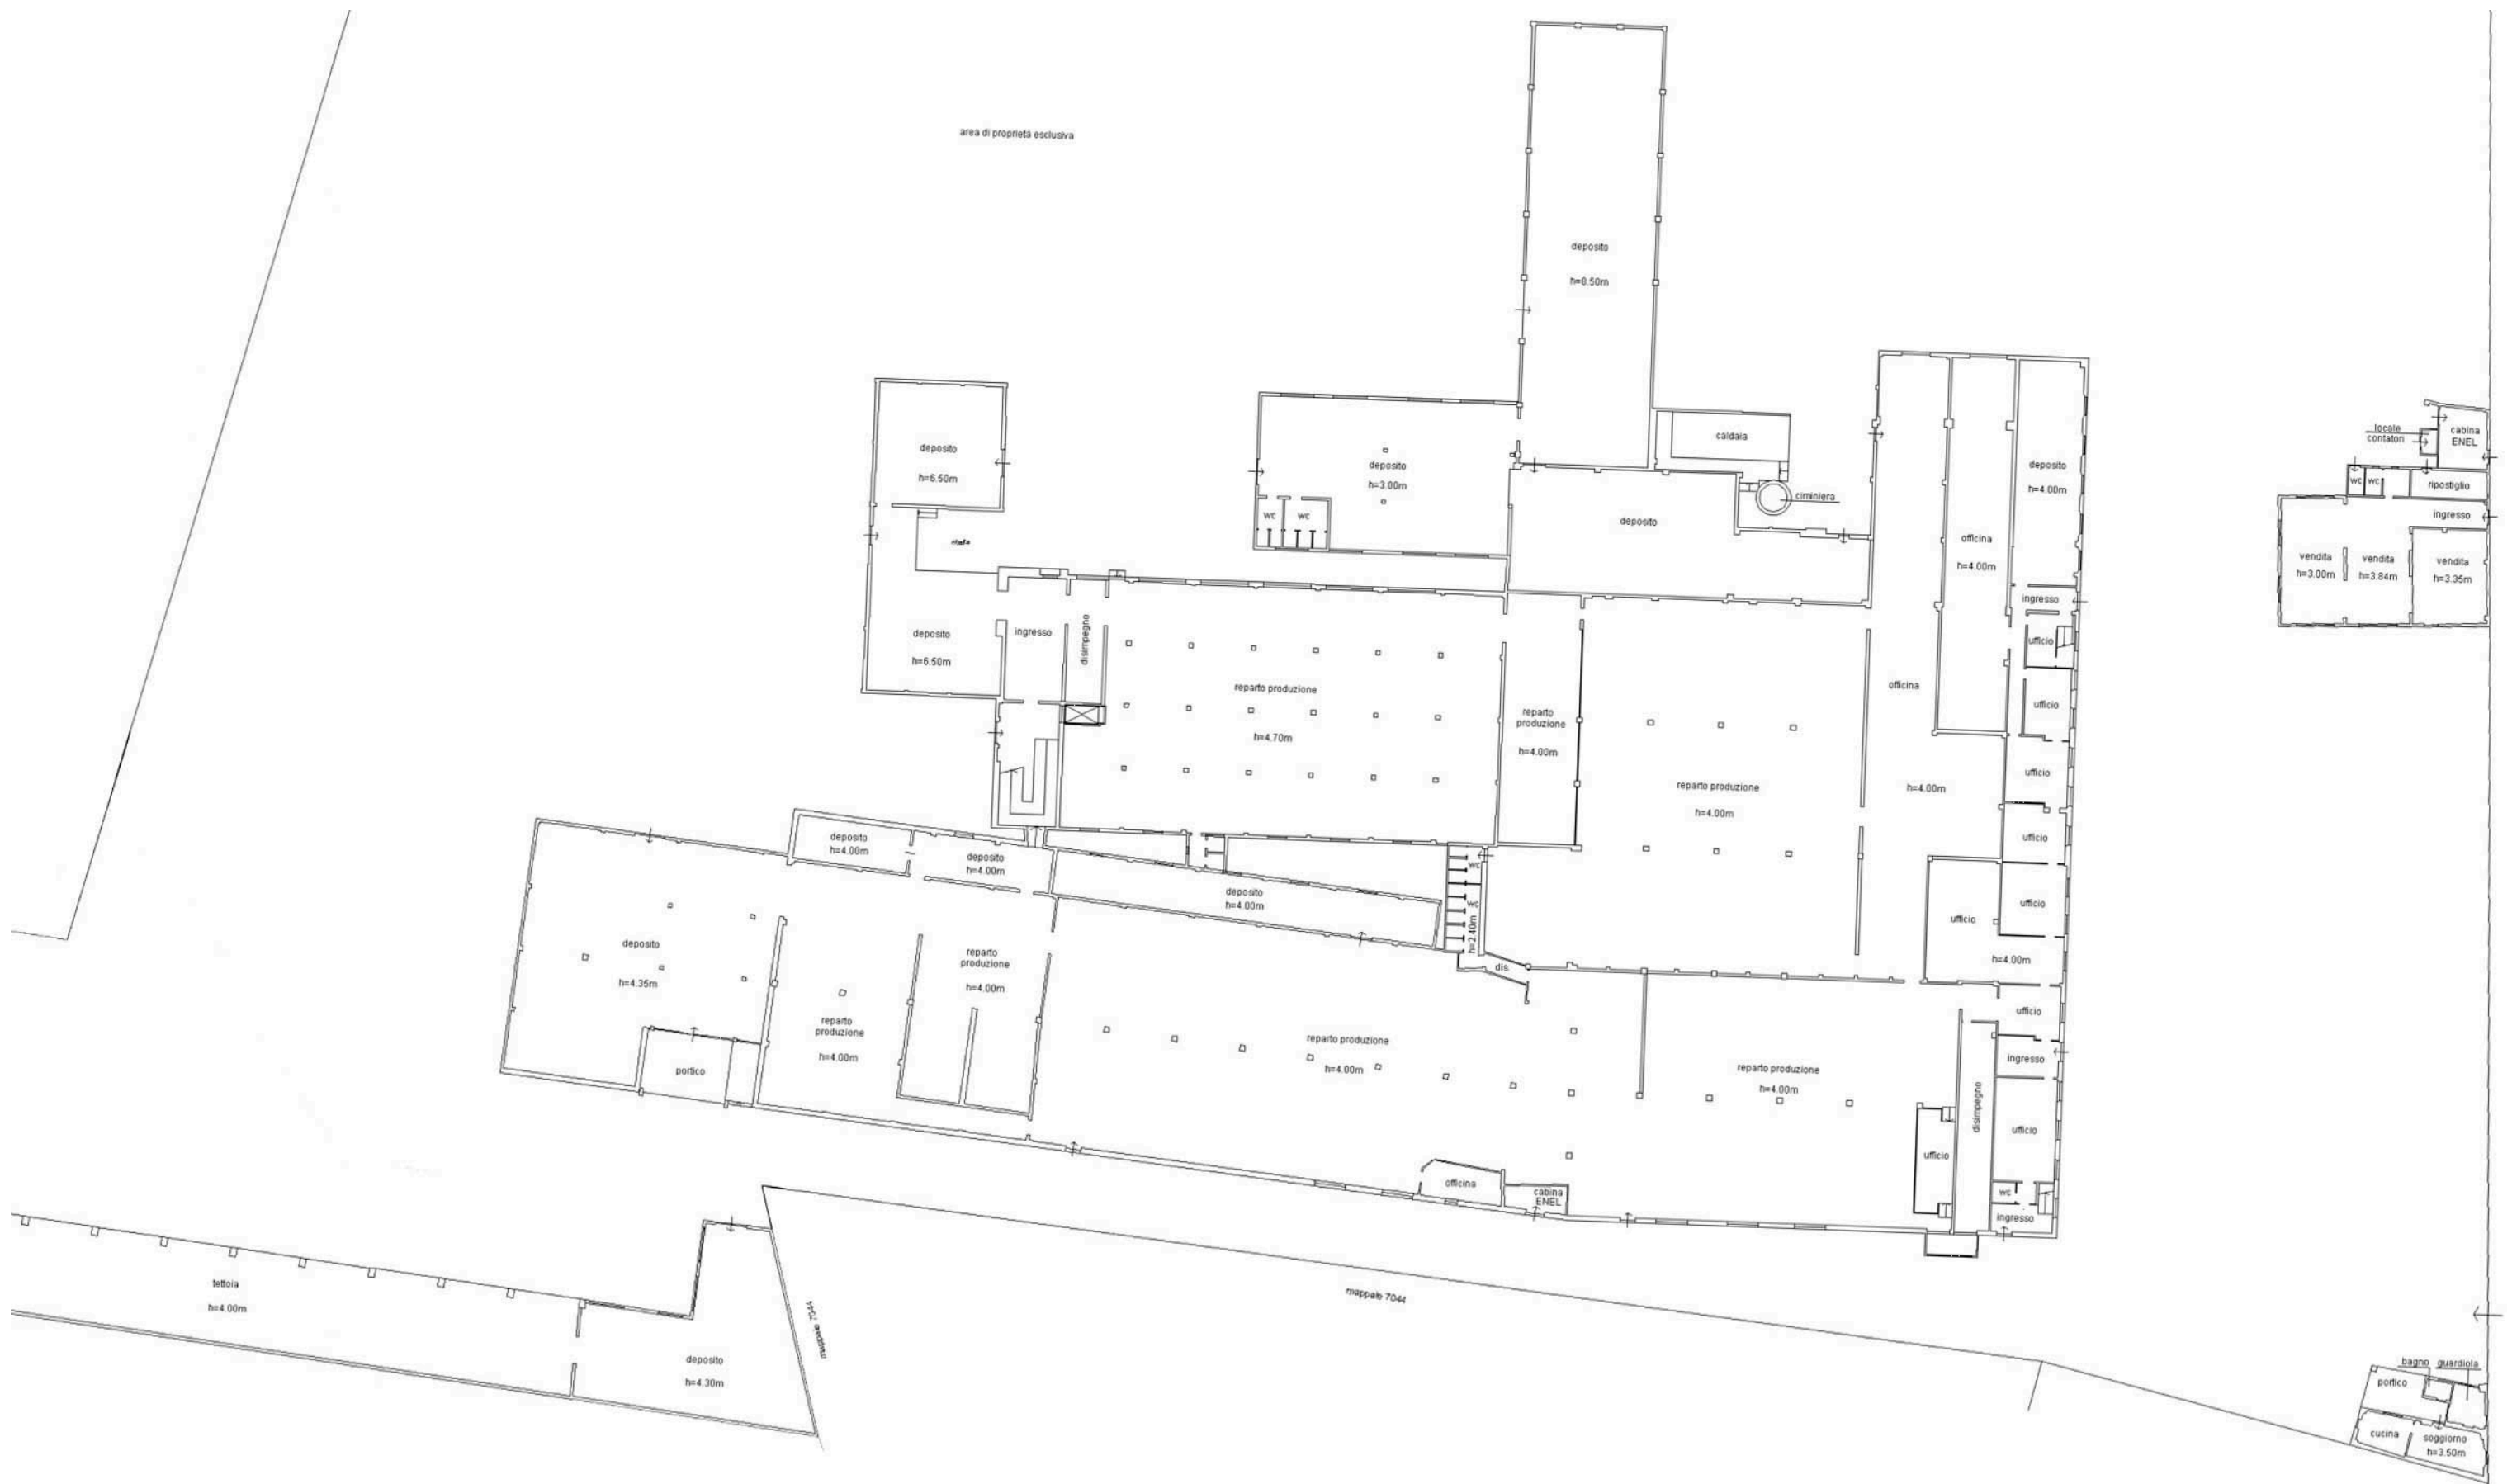 area di proprietà esclusiva
deposito
h=8.50m
deposito
h=6.50m
deposito
h=3.00m
wc
wc
caldaia
ciminiera
deposito
officina
h=4.00m
deposito
h=4.00m
locale
contatori
cabina
ENEL
wc
wc
ripostiglio
ingresso
vendita
h=3.00m
vendita
h=3.84m
vendita
h=3.35m
deposito
h=6.50m
ingresso
disimpegno
reparto produzione
h=4.70m
reparto
produzione
h=4.00m
reparto produzione
h=4.00m
officina
h=4.00m
ingresso
ufficio
ufficio
ufficio
ufficio
ufficio
ufficio
h=4.00m
ufficio
ingresso
ufficio
wc
ingresso
disimpegno
ufficio
deposito
h=4.00m
deposito
h=4.00m
deposito
h=4.00m
wc
wc
h=2.40m
dis.
deposito
h=4.35m
portico
reparto
produzione
h=4.00m
reparto
produzione
h=4.00m
reparto produzione
h=4.00m
reparto produzione
h=4.00m
officina
cabina
ENEL
tettoia
h=4.00m
deposito
h=4.30m
mappale 7044
bagno
guardiola
portico
cucina
soggiorno
h=3.50m